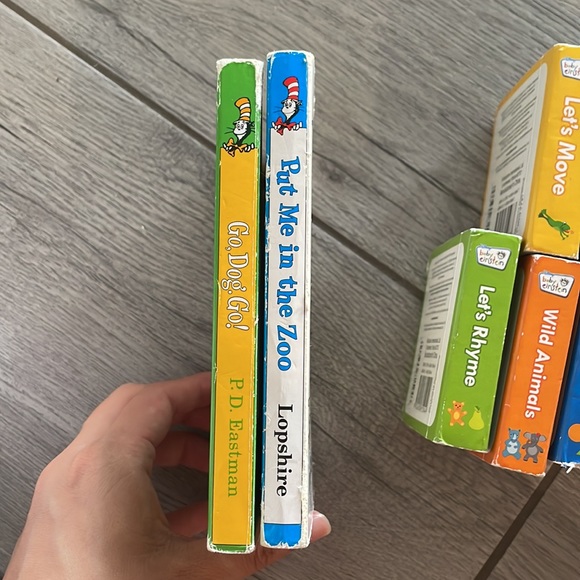 Go, Dog. Go!
P. D. Eastman
Put Me in the Zoo
Lopshire
baby einstein
Let's Move
baby einstein
Let's Rhyme
baby einstein
Wild Animals